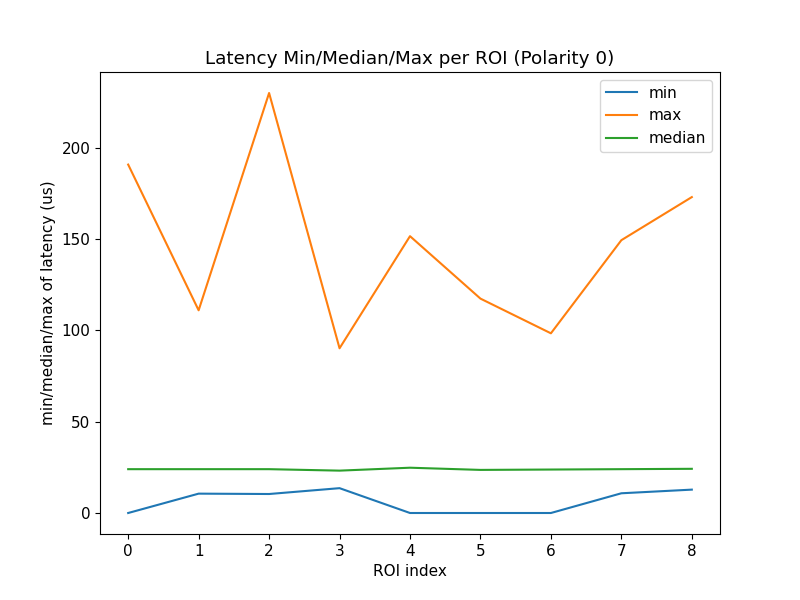 Latency Min/Median/Max per ROI (Polarity 0)
min
max
median
min/median/max of latency (us)
200
150
100
50
0
0 1 2 3 4 5 6 7 8
ROI index